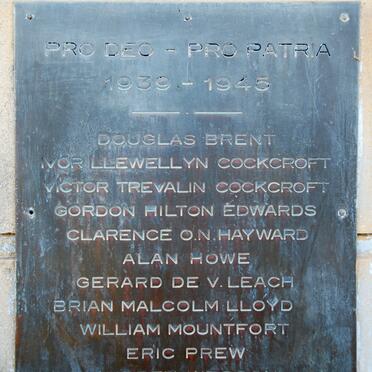 PRO DEO - PRO PATRIA
1939 - 1945
DOUGLAS BRENT
IVOR LLEWELLYN COCKCROFT
VICTOR TREVALIN COCKCROFT
GORDON HILTON EDWARDS
CLARENCE O.N. HAYWARD
ALAN HOWE
GERARD DE V. LEACH
BRIAN MALCOLM LLOYD
WILLIAM MOUNTFORT
ERIC PREW